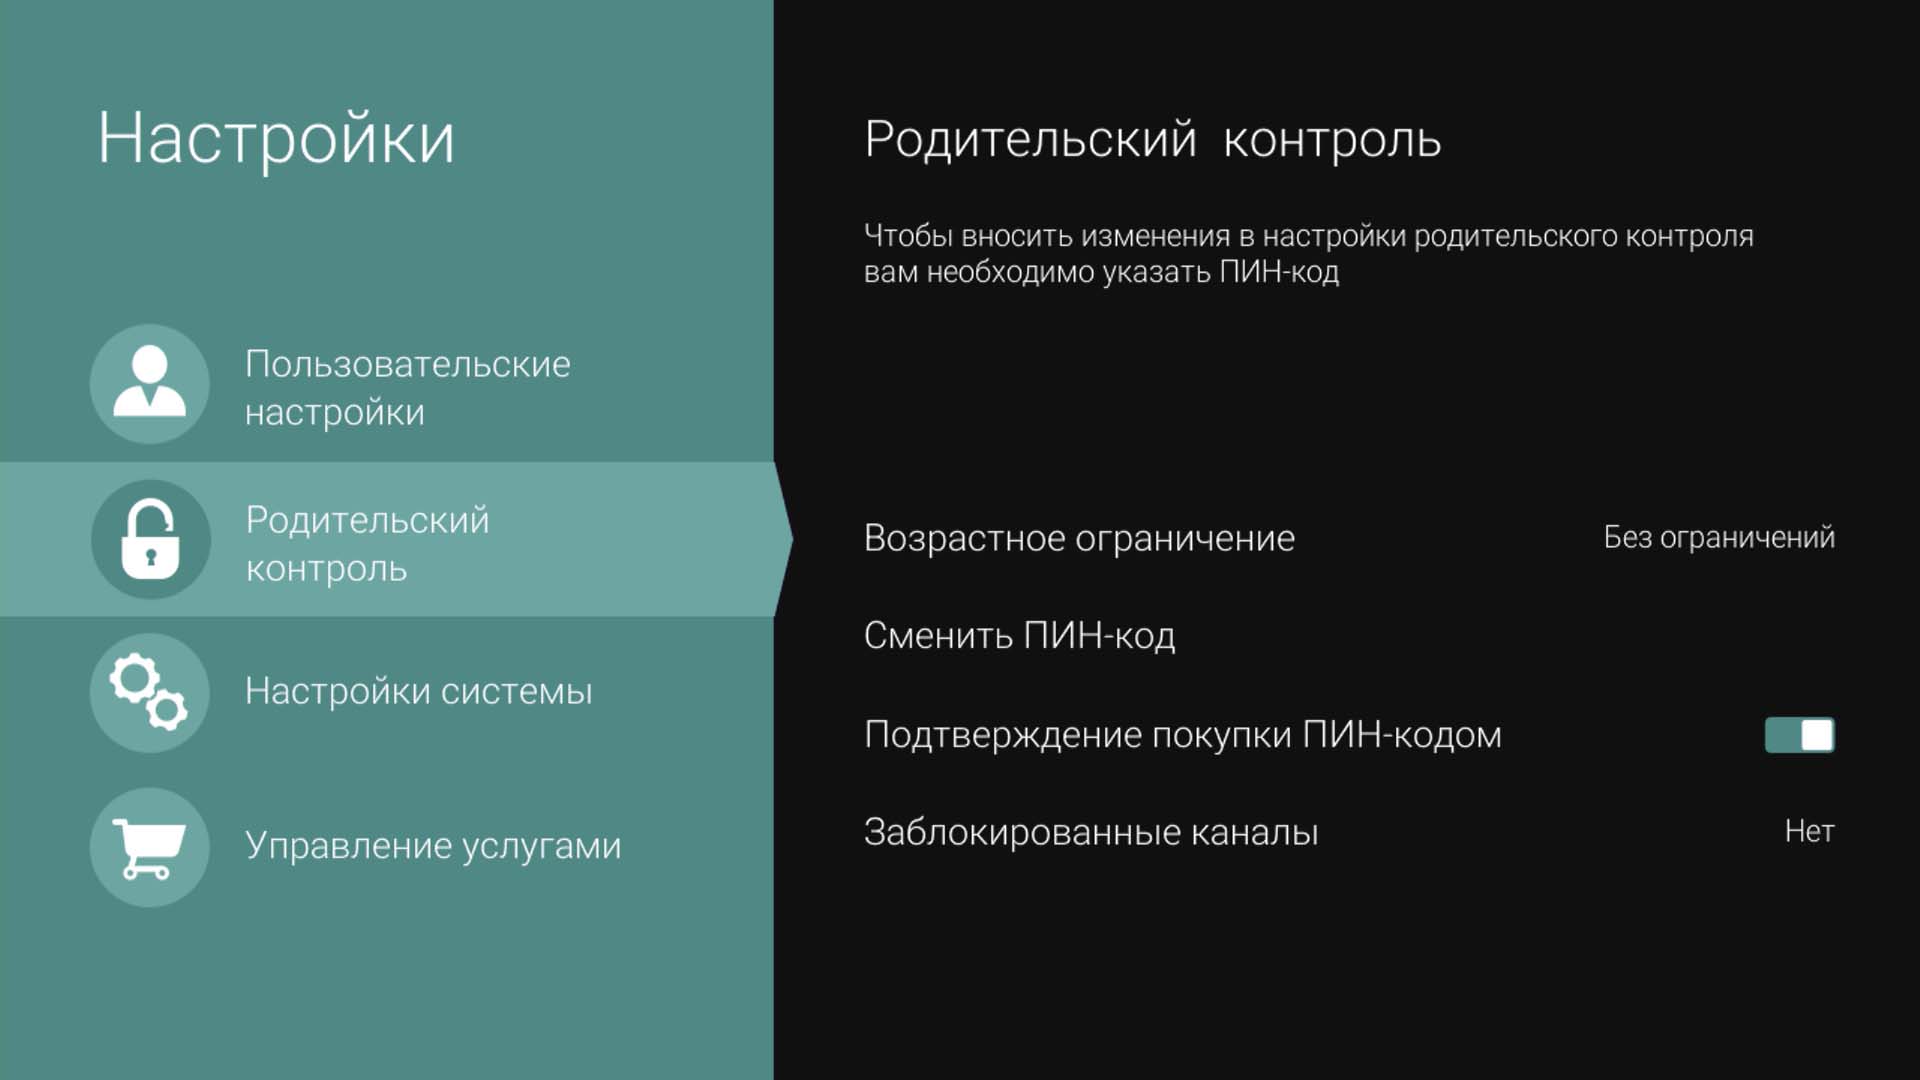 Настройки
Пользовательские
настройки
Родительский
контроль
Настройки системы
Управление услугами
Родительский контроль
Чтобы вносить изменения в настройки родительского контроля
вам необходимо указать ПИН-код
Возрастное ограничение Без ограничений
Сменить ПИН-код
Подтверждение покупки ПИН-кодом
Заблокированные каналы Нет